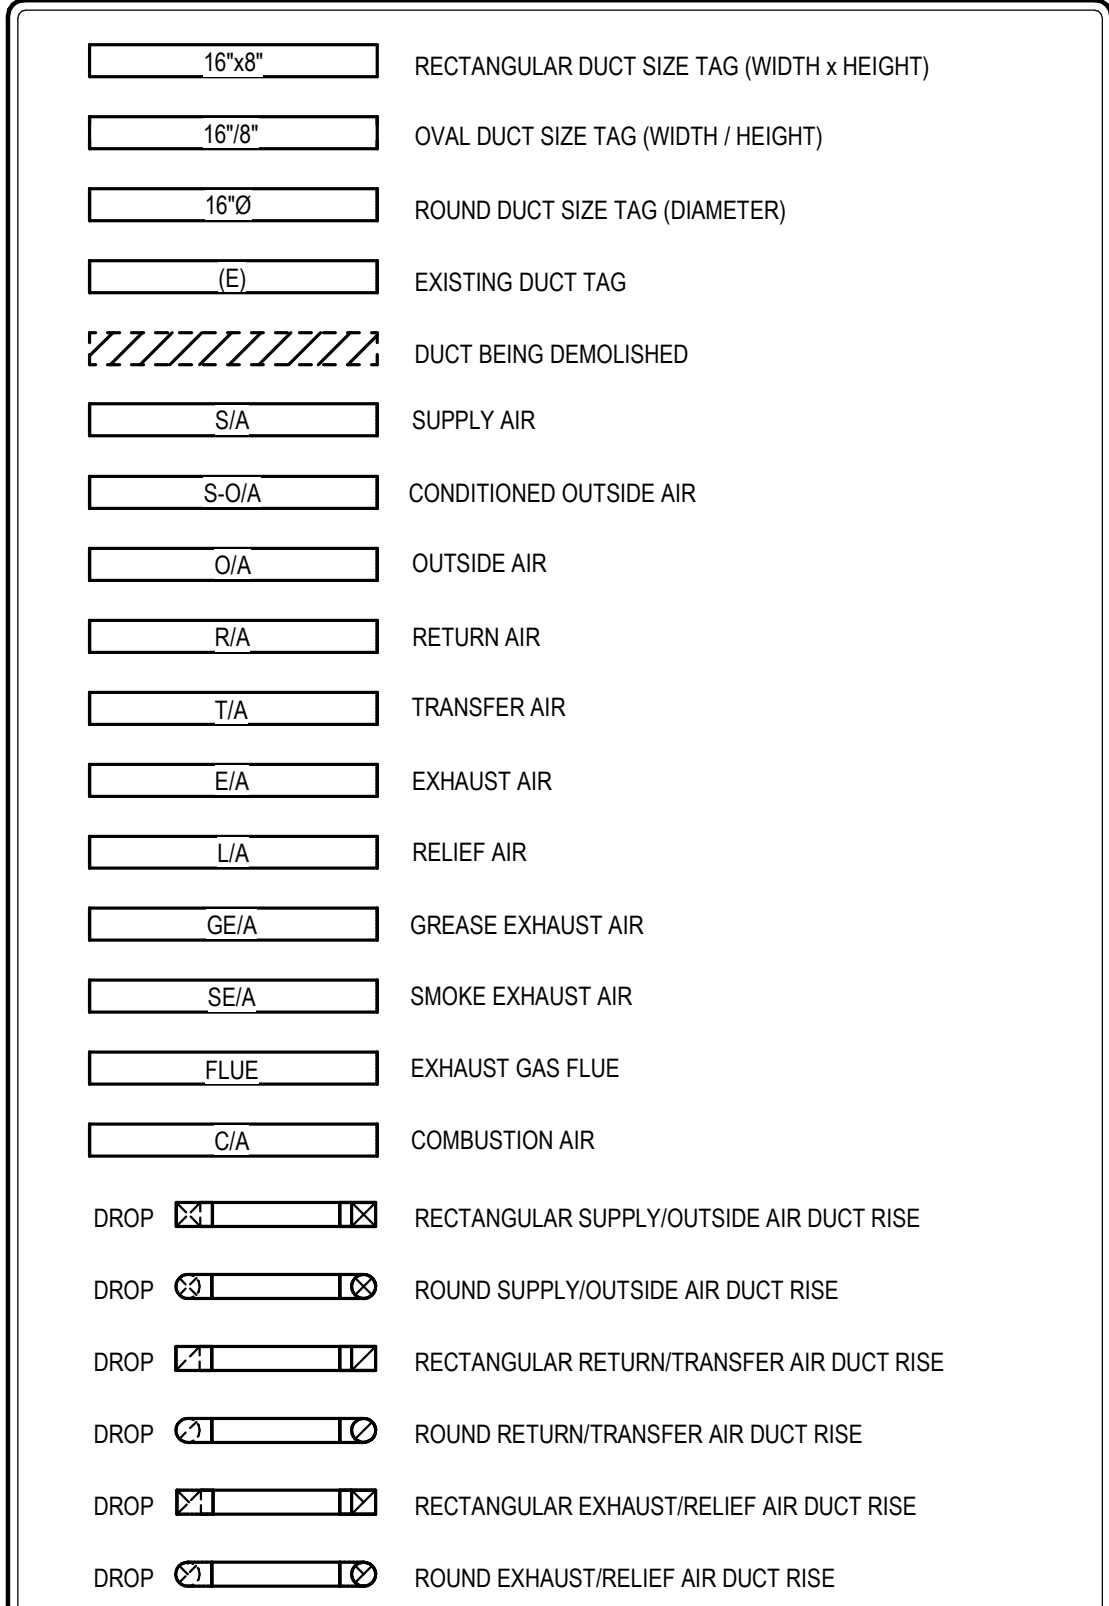 16"x8" RECTANGULAR DUCT SIZE TAG (WIDTH x HEIGHT)
16"/8" OVAL DUCT SIZE TAG (WIDTH / HEIGHT)
16"Ø ROUND DUCT SIZE TAG (DIAMETER)
(E) EXISTING DUCT TAG
DUCT BEING DEMOLISHED
S/A SUPPLY AIR
S-O/A CONDITIONED OUTSIDE AIR
O/A OUTSIDE AIR
R/A RETURN AIR
T/A TRANSFER AIR
E/A EXHAUST AIR
L/A RELIEF AIR
GE/A GREASE EXHAUST AIR
SE/A SMOKE EXHAUST AIR
FLUE EXHAUST GAS FLUE
C/A COMBUSTION AIR
DROP RECTANGULAR SUPPLY/OUTSIDE AIR DUCT RISE
DROP ROUND SUPPLY/OUTSIDE AIR DUCT RISE
DROP RECTANGULAR RETURN/TRANSFER AIR DUCT RISE
DROP ROUND RETURN/TRANSFER AIR DUCT RISE
DROP RECTANGULAR EXHAUST/RELIEF AIR DUCT RISE
DROP ROUND EXHAUST/RELIEF AIR DUCT RISE